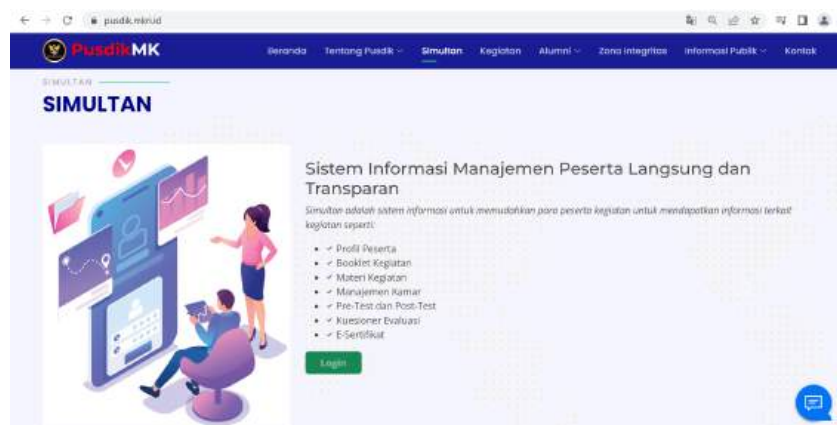 pusdik.mkri.id
PusdikMK
Beranda Tentang Pusdik Simultan Kegiatan Alumni Zona Integritas Informasi Publik Kontak
SIMULTAN
SIMULTAN
Sistem Informasi Manajemen Peserta Langsung dan
Transparan
Simultan adalah sistem informasi untuk memudahkan para peserta kegiatan untuk mendapatkan informasi terkait
kegiatan seperti:
• ✓ Profil Peserta
• ✓ Booklet Kegiatan
• ✓ Materi Kegiatan
• ✓ Manajemen Kamar
• ✓ Pre-Test dan Post-Test
• ✓ Kuesioner Evaluasi
• ✓ E-Sertifikat
Login